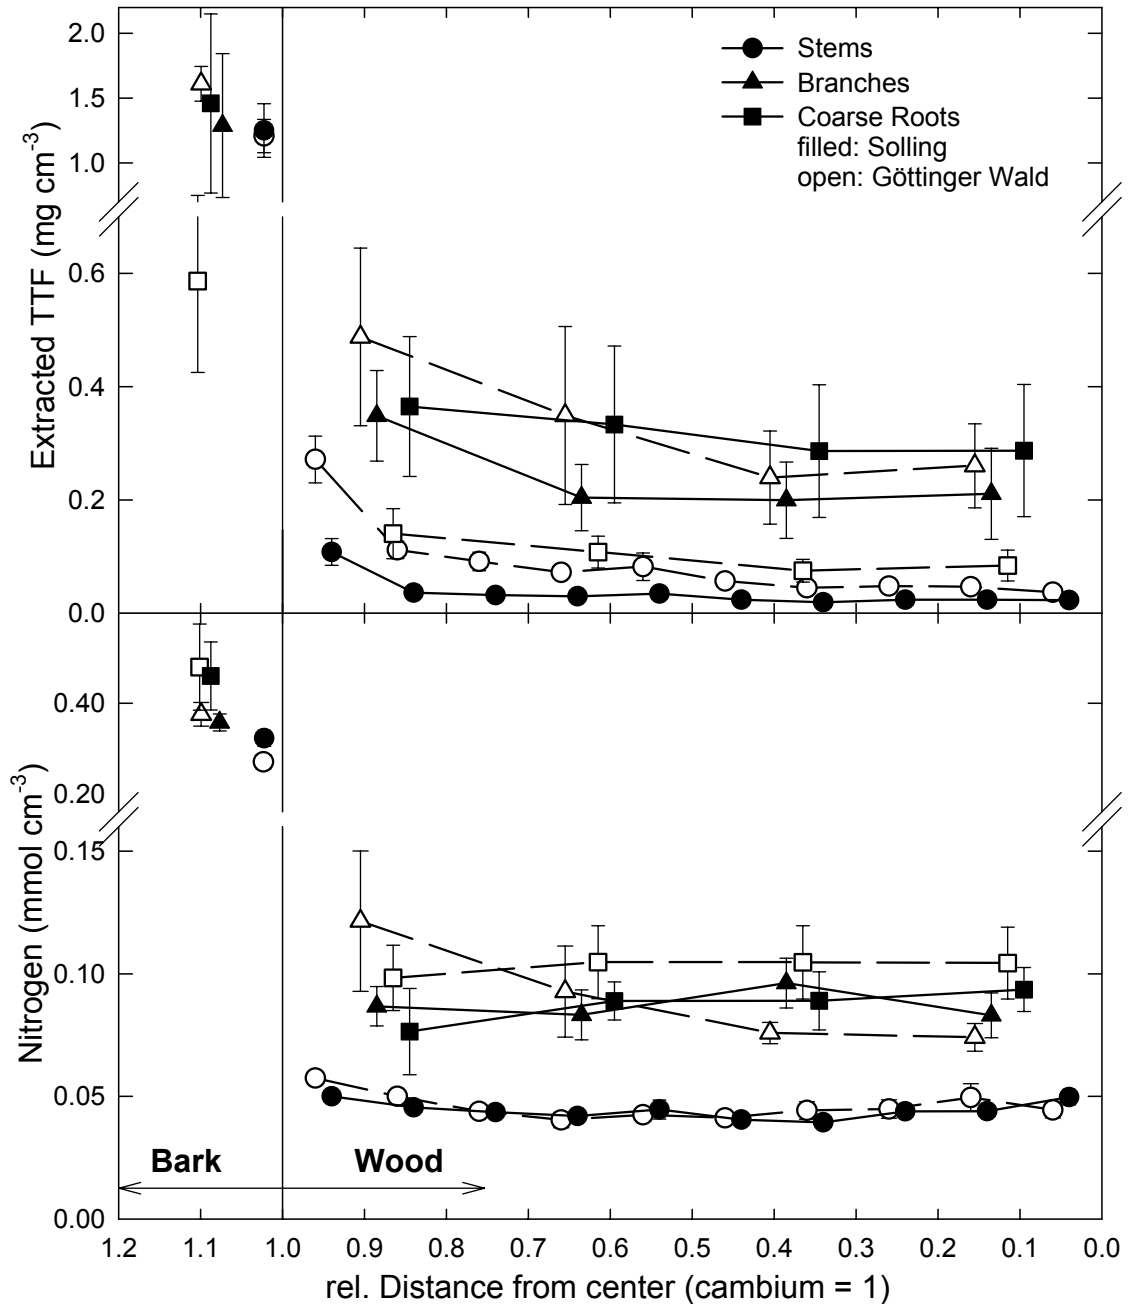 2.0
1.5
1.0
0.6
0.4
0.2
0.0
Extracted TTF (mg cm-3)
Stems
Branches
Coarse Roots
filled: Solling
open: Göttinger Wald
0.40
0.20
0.15
0.10
0.05
0.00
Nitrogen (mmol cm-3)
Bark Wood
1.2 1.1 1.0 0.9 0.8 0.7 0.6 0.5 0.4 0.3 0.2 0.1 0.0
rel. Distance from center (cambium = 1)